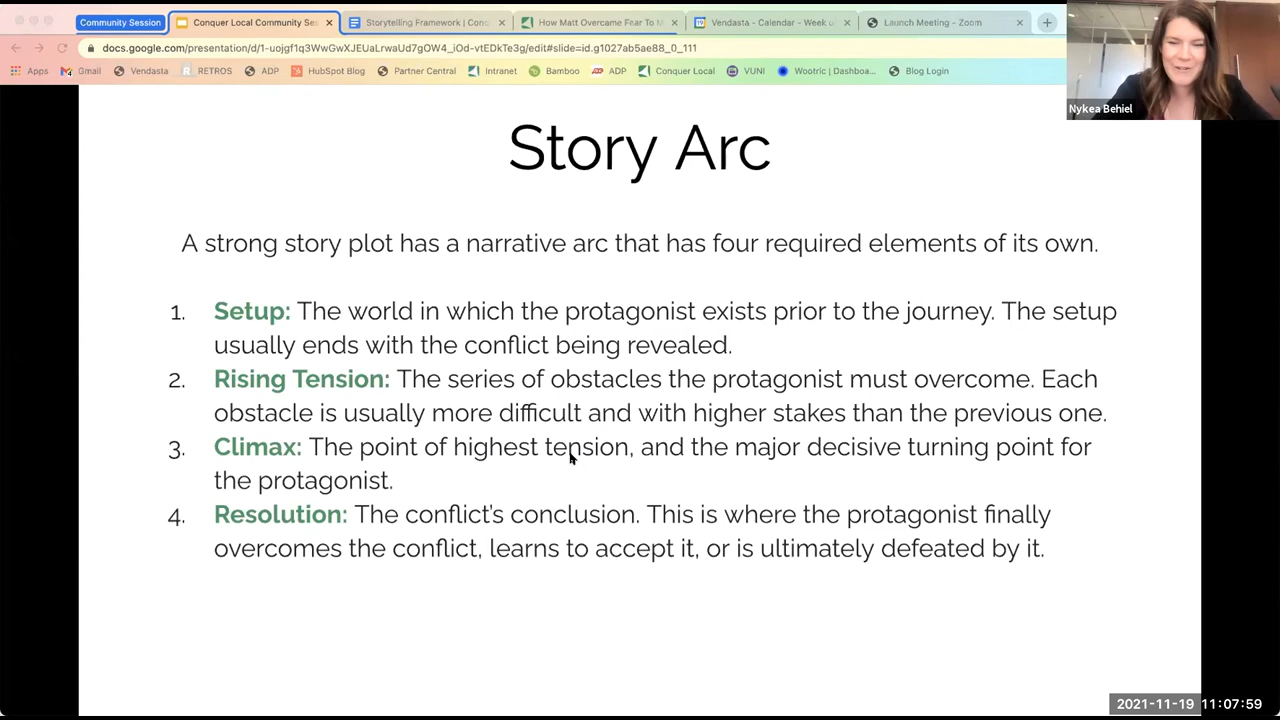 Community Session
Conquer Local Community Ses
Storytelling Framework | Conq
How Matt Overcame Fear To M
Vendasta - Calendar - Week o
Launch Meeting - Zoom
docs.google.com/presentation/d/1-uojgf1q3WwGwXJEUaLrwaUd7gOW4_iOd-vtEDkTe3g/edit#slide=id.g1027ab5ae88_0_111
Apps Gmail Vendasta RETROS ADP HubSpot Blog Partner Central Intranet Bamboo ADP Conquer Local VUNI Wootric | Dashboa... Blog Login
Nykea Behiel
Story Arc
A strong story plot has a narrative arc that has four required elements of its own.
1. Setup: The world in which the protagonist exists prior to the journey. The setup
usually ends with the conflict being revealed.
2. Rising Tension: The series of obstacles the protagonist must overcome. Each
obstacle is usually more difficult and with higher stakes than the previous one.
3. Climax: The point of highest tension, and the major decisive turning point for
the protagonist.
4. Resolution: The conflict's conclusion. This is where the protagonist finally
overcomes the conflict, learns to accept it, or is ultimately defeated by it.
2021-11-19 11:07:59